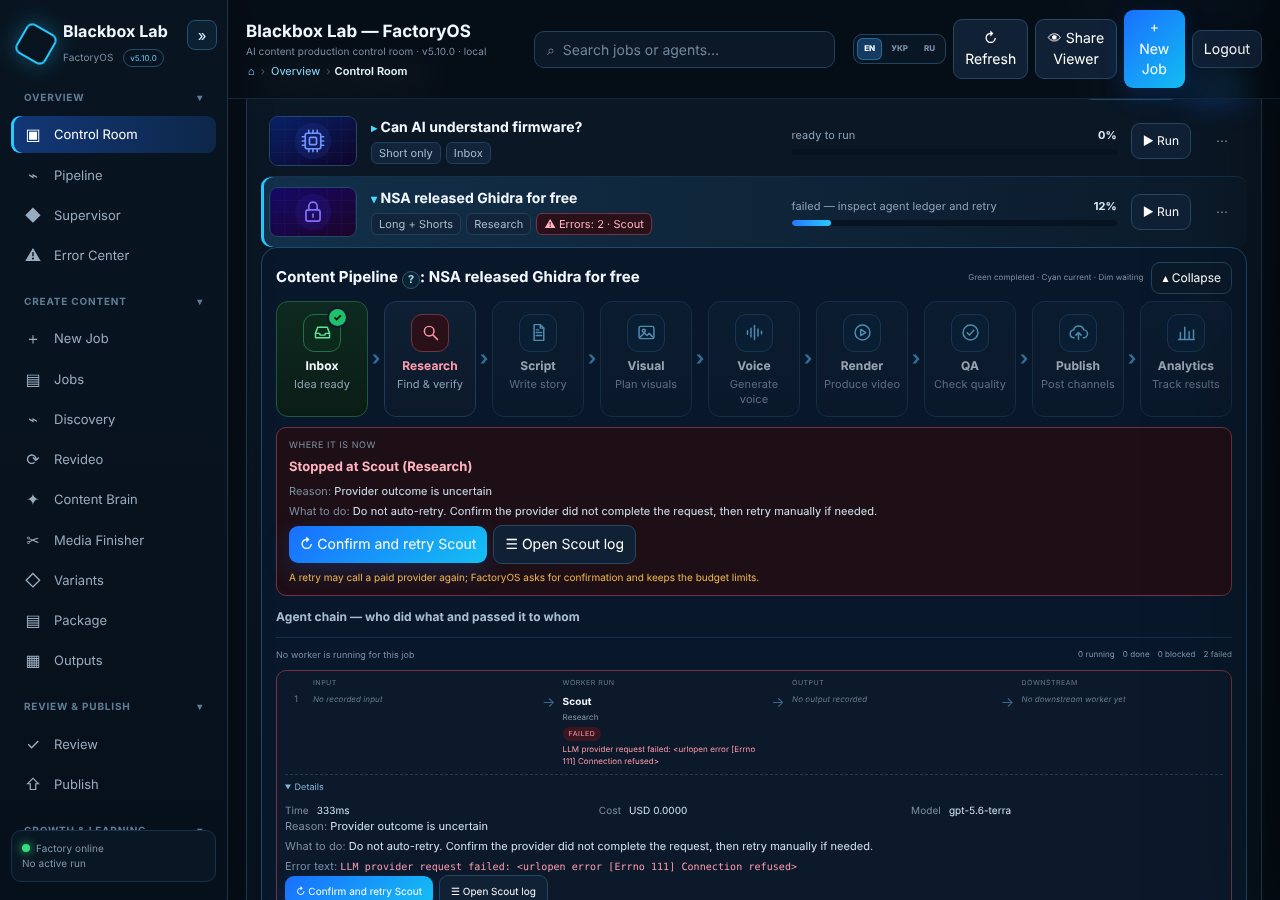 Blackbox Lab
FactoryOS v5.10.0
»
OVERVIEW
Control Room
Pipeline
Supervisor
Error Center
CREATE CONTENT
New Job
Jobs
Discovery
Revideo
Content Brain
Media Finisher
Variants
Package
Outputs
REVIEW & PUBLISH
Review
Publish
GROWTH & LEARNING
Factory online
No active run
Blackbox Lab — FactoryOS
AI content production control room · v5.10.0 · local
Overview › Control Room
Search jobs or agents...
EN УКР RU
↻ Refresh
Share Viewer
+ New Job
Logout
▸ Can AI understand firmware?
Short only Inbox
ready to run 0%
▶ Run ...
▾ NSA released Ghidra for free
Long + Shorts Research ⚠ Errors: 2 · Scout
failed — inspect agent ledger and retry 12%
▶ Run ...
Content Pipeline ? : NSA released Ghidra for free
Green completed · Cyan current · Dim waiting
▴ Collapse
Inbox
Idea ready
Research
Find & verify
Script
Write story
Visual
Plan visuals
Voice
Generate voice
Render
Produce video
QA
Check quality
Publish
Post channels
Analytics
Track results
WHERE IT IS NOW
Stopped at Scout (Research)
Reason: Provider outcome is uncertain
What to do: Do not auto-retry. Confirm the provider did not complete the request, then retry manually if needed.
↻ Confirm and retry Scout ☰ Open Scout log
A retry may call a paid provider again; FactoryOS asks for confirmation and keeps the budget limits.
Agent chain — who did what and passed it to whom
No worker is running for this job 0 running 0 done 0 blocked 2 failed
INPUT WORKER RUN OUTPUT DOWNSTREAM
1 No recorded input → Scout → No output recorded → No downstream worker yet
Research
FAILED
LLM provider request failed: <urlopen error [Errno
111] Connection refused>
▾ Details
Time 333ms Cost USD 0.0000 Model gpt-5.6-terra
Reason: Provider outcome is uncertain
What to do: Do not auto-retry. Confirm the provider did not complete the request, then retry manually if needed.
Error text: LLM provider request failed: <urlopen error [Errno 111] Connection refused>
↻ Confirm and retry Scout ☰ Open Scout log